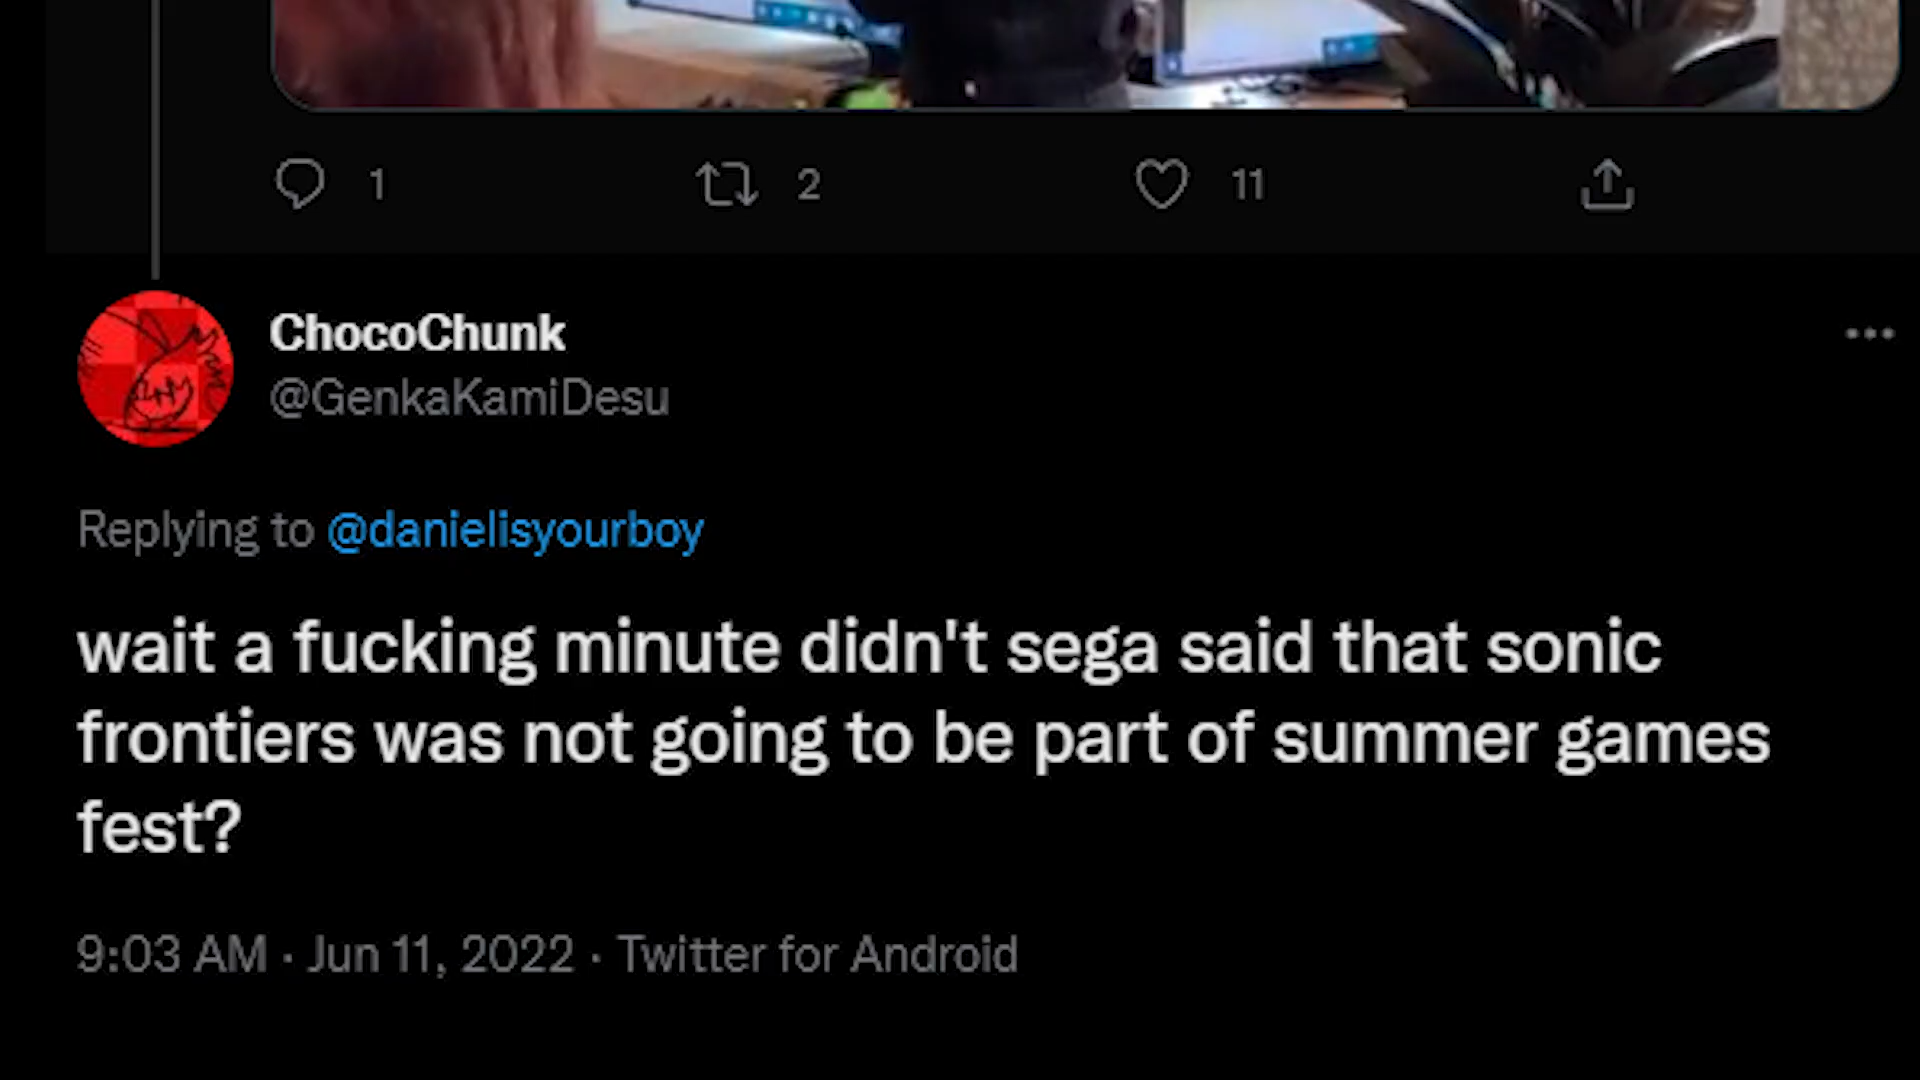 1 2 11
ChocoChunk
@GenkaKamiDesu
Replying to @danielisyourboy
wait a fucking minute didn't sega said that sonic
frontiers was not going to be part of summer games
fest?
9:03 AM · Jun 11, 2022 · Twitter for Android